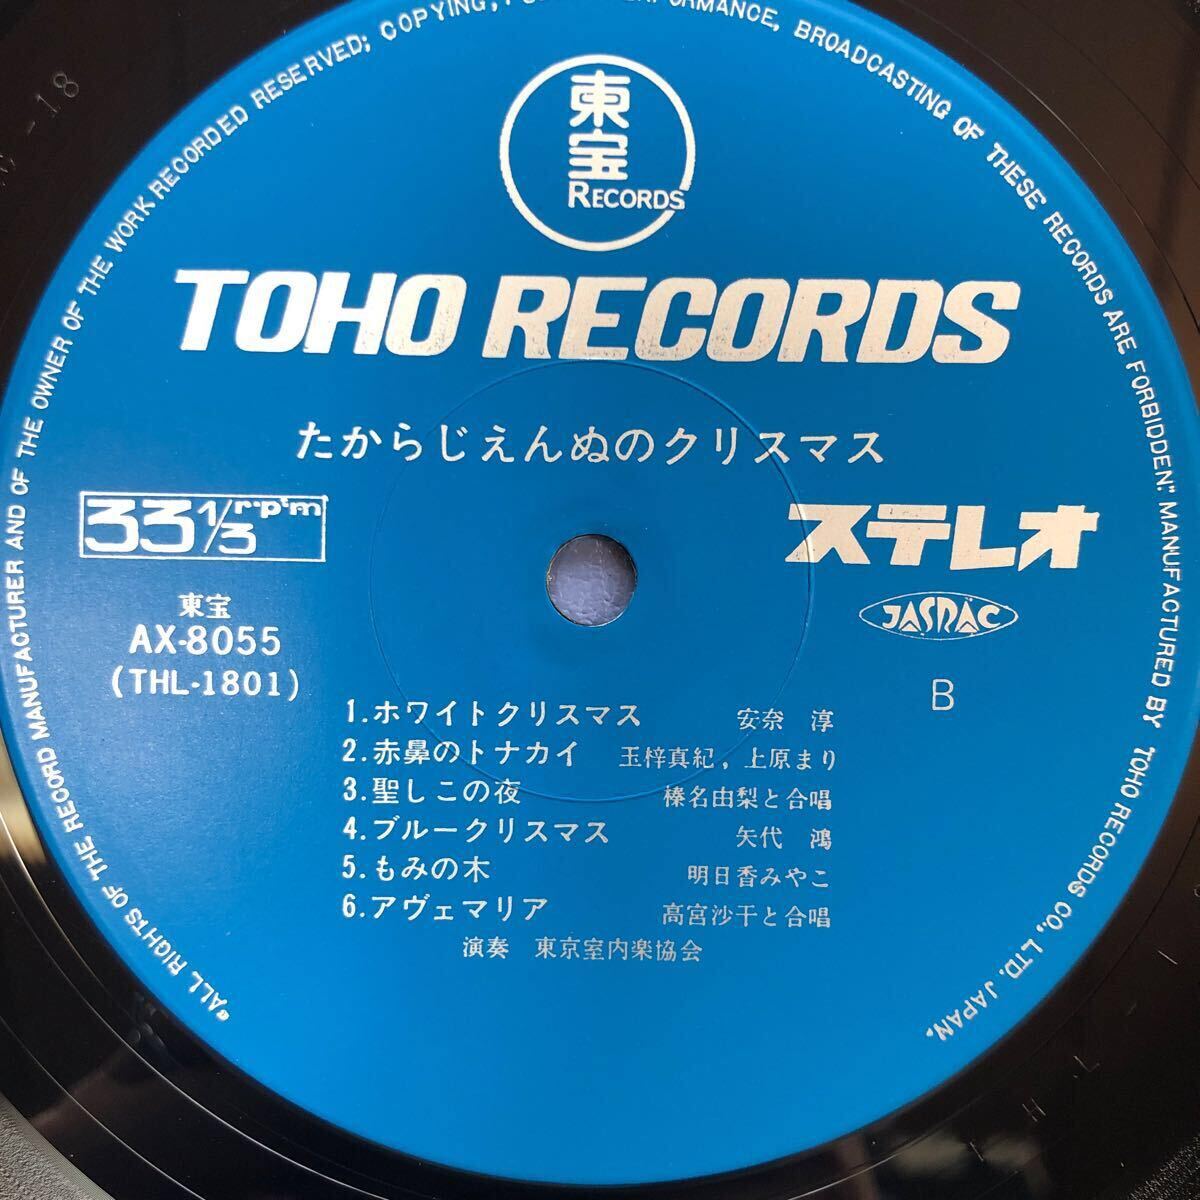 東宝
RECORDS
TOHO RECORDS
たからじえんぬのクリスマス
33 1/3 r.p.m
ステレオ
東宝
AX-8055
(THL-1801)
JASRAC
B
1.ホワイトクリスマス 安奈 淳
2.赤鼻のトナカイ 玉梓真紀,上原まり
3.聖しこの夜 榛名由梨と合唱
4.ブルークリスマス 矢代 鴻
5.もみの木 明日香みやこ
6.アヴェマリア 高宮沙千と合唱
演奏 東京室内楽協会
"ALL RIGHTS OF THE RECORD MANUFACTURER AND OF THE OWNER OF THE WORK RECORDED RESERVED; COPYING, PERFORMANCE, BROADCASTING OF THESE RECORDS ARE FORBIDDEN." MANUFACTURED BY TOHO RECORDS CO., LTD. JAPAN.
-18
H L